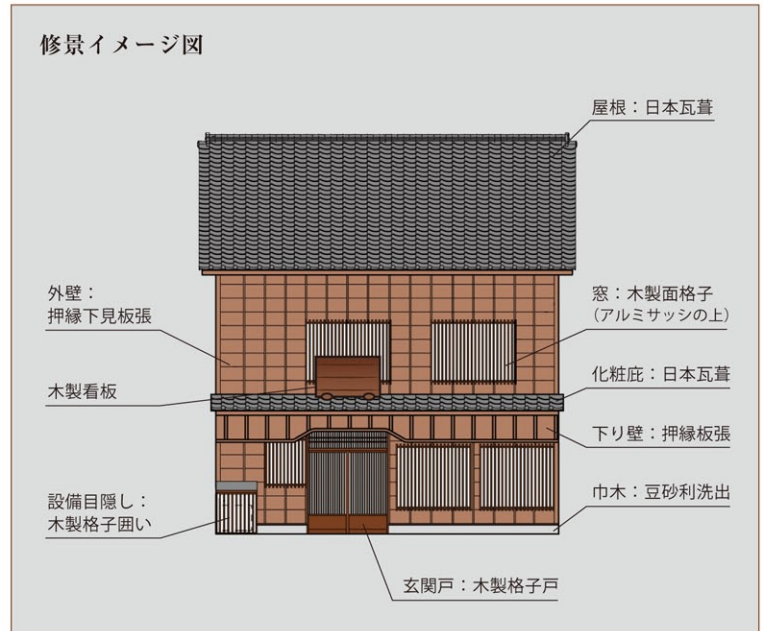 修景イメージ図
屋根：日本瓦葺
外壁：
押縁下見板張
窓：木製面格子
（アルミサッシの上）
木製看板
化粧庇：日本瓦葺
下り壁：押縁板張
設備目隠し：
木製格子囲い
巾木：豆砂利洗出
玄関戸：木製格子戸